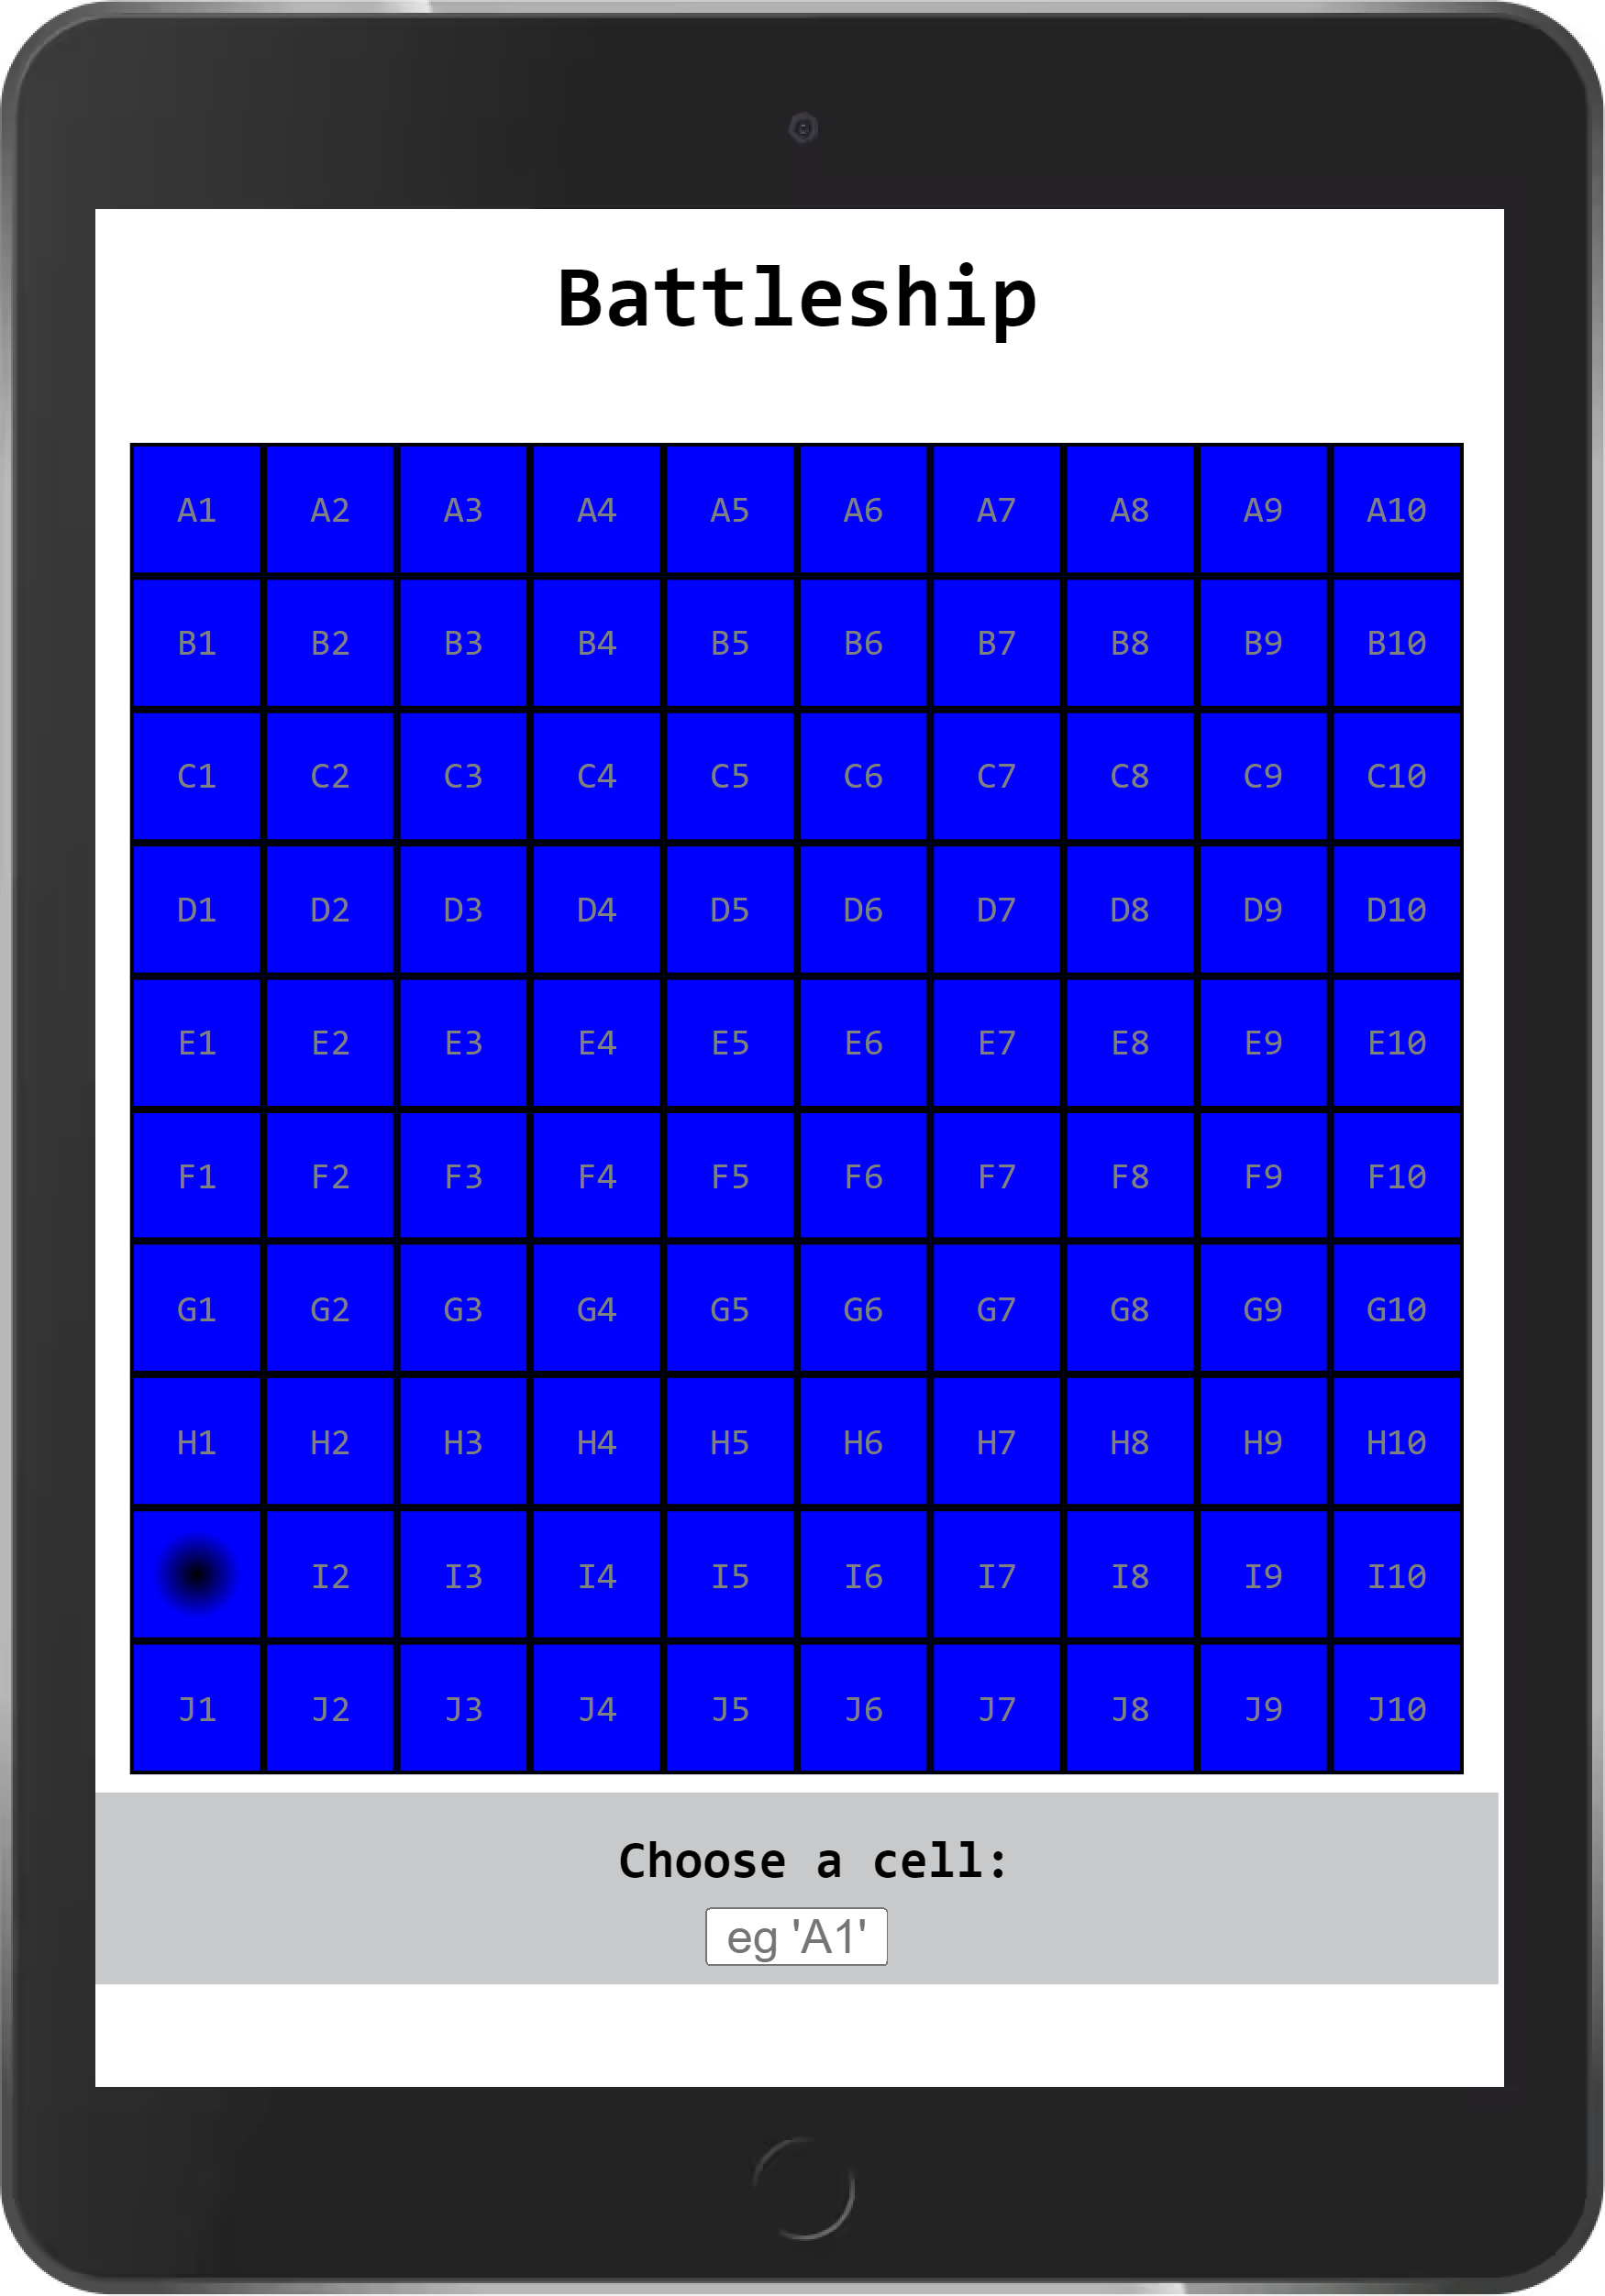 Battleship
A1 A2 A3 A4 A5 A6 A7 A8 A9 A10
B1 B2 B3 B4 B5 B6 B7 B8 B9 B10
C1 C2 C3 C4 C5 C6 C7 C8 C9 C10
D1 D2 D3 D4 D5 D6 D7 D8 D9 D10
E1 E2 E3 E4 E5 E6 E7 E8 E9 E10
F1 F2 F3 F4 F5 F6 F7 F8 F9 F10
G1 G2 G3 G4 G5 G6 G7 G8 G9 G10
H1 H2 H3 H4 H5 H6 H7 H8 H9 H10
I2 I3 I4 I5 I6 I7 I8 I9 I10
J1 J2 J3 J4 J5 J6 J7 J8 J9 J10
Choose a cell:
eg 'A1'